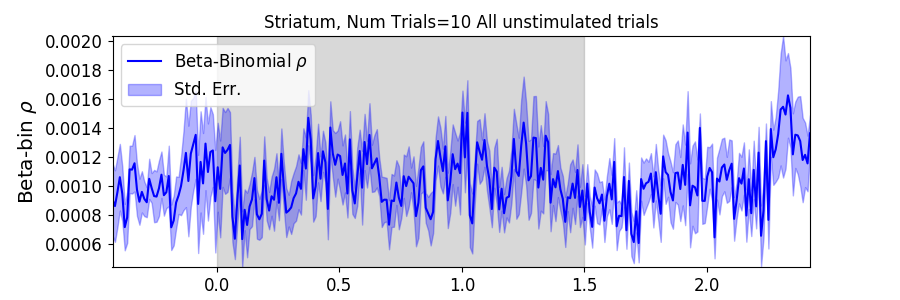 Striatum, Num Trials=10 All unstimulated trials
Beta-bin ρ
0.0020
0.0018
0.0016
0.0014
0.0012
0.0010
0.0008
0.0006
Beta-Binomial ρ
Std. Err.
0.0 0.5 1.0 1.5 2.0